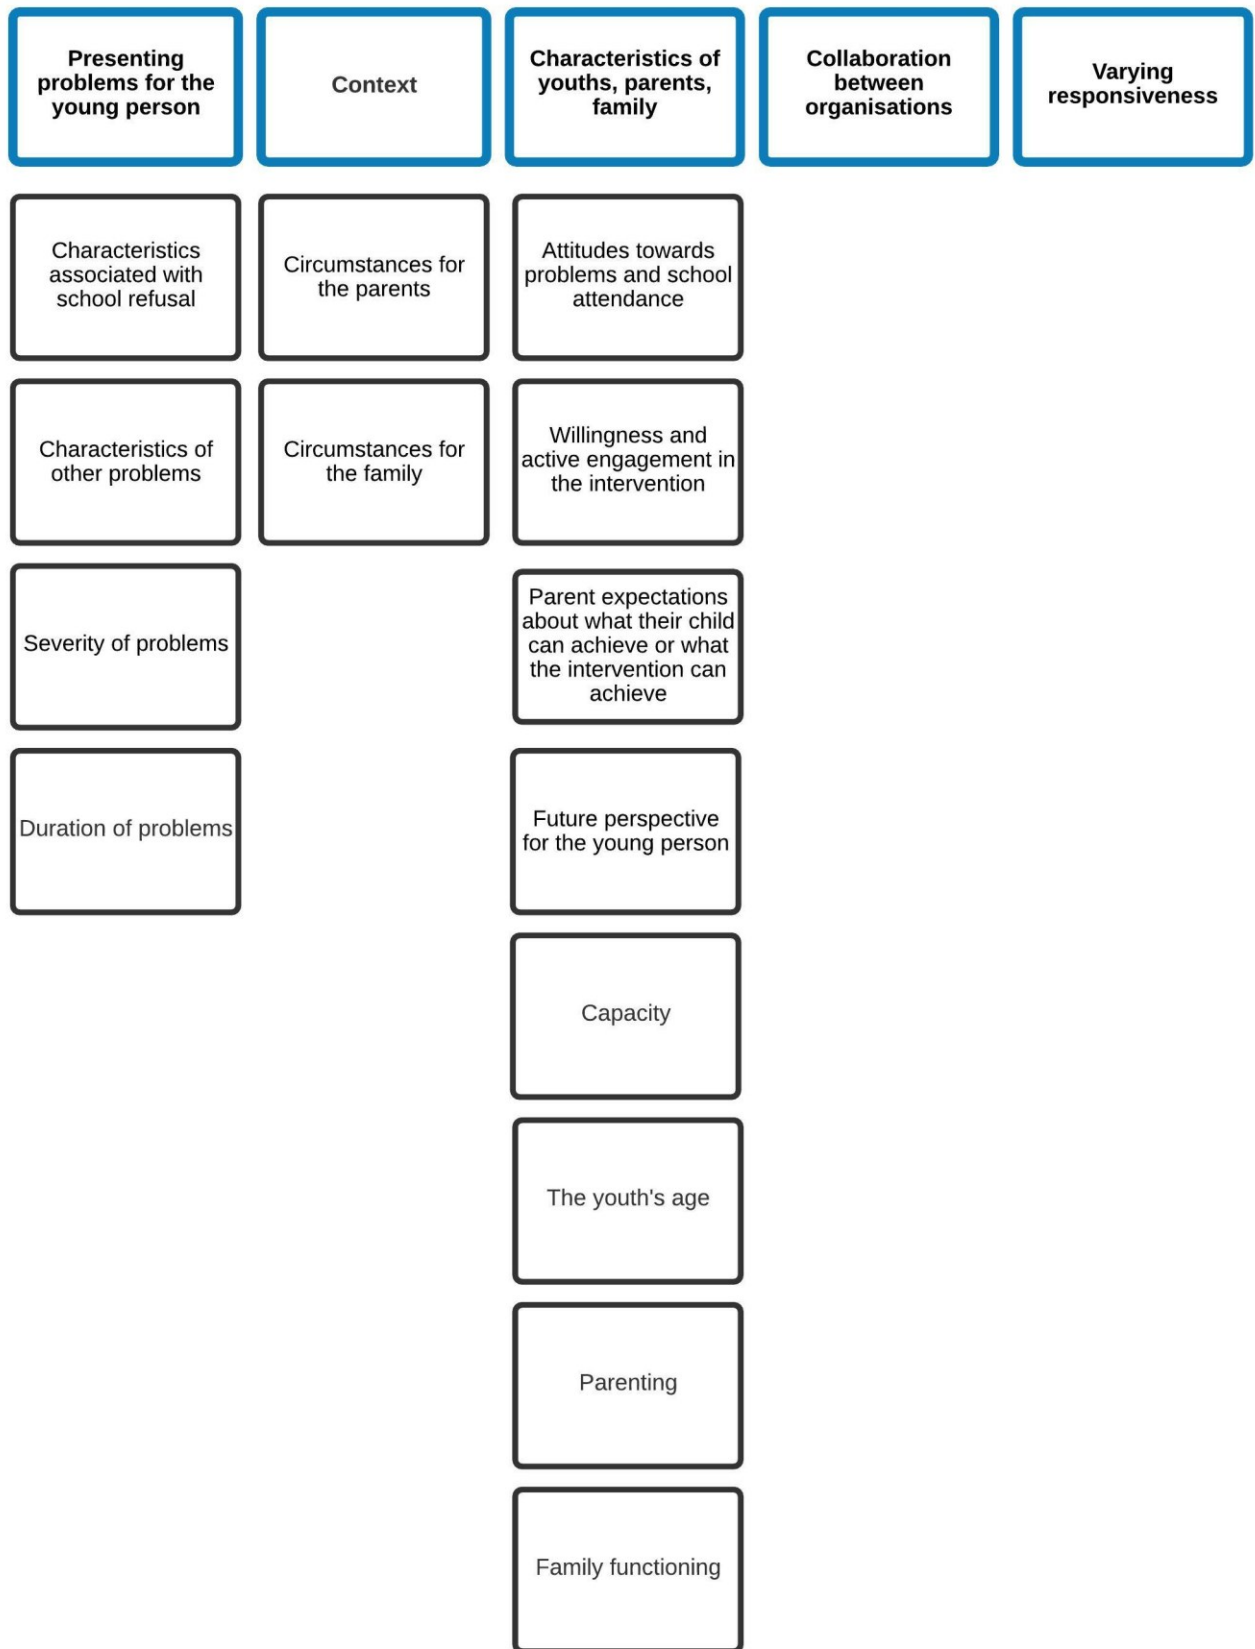 Presenting
problems for the
young person
Context
Characteristics of
youths, parents,
family
Collaboration
between
organisations
Varying
responsiveness
Characteristics
associated with
school refusal
Circumstances for
the parents
Attitudes towards
problems and school
attendance
Characteristics of
other problems
Circumstances for
the family
Willingness and
active engagement in
the intervention
Severity of problems
Parent expectations
about what their child
can achieve or what
the intervention can
achieve
Duration of problems
Future perspective
for the young person
Capacity
The youth's age
Parenting
Family functioning